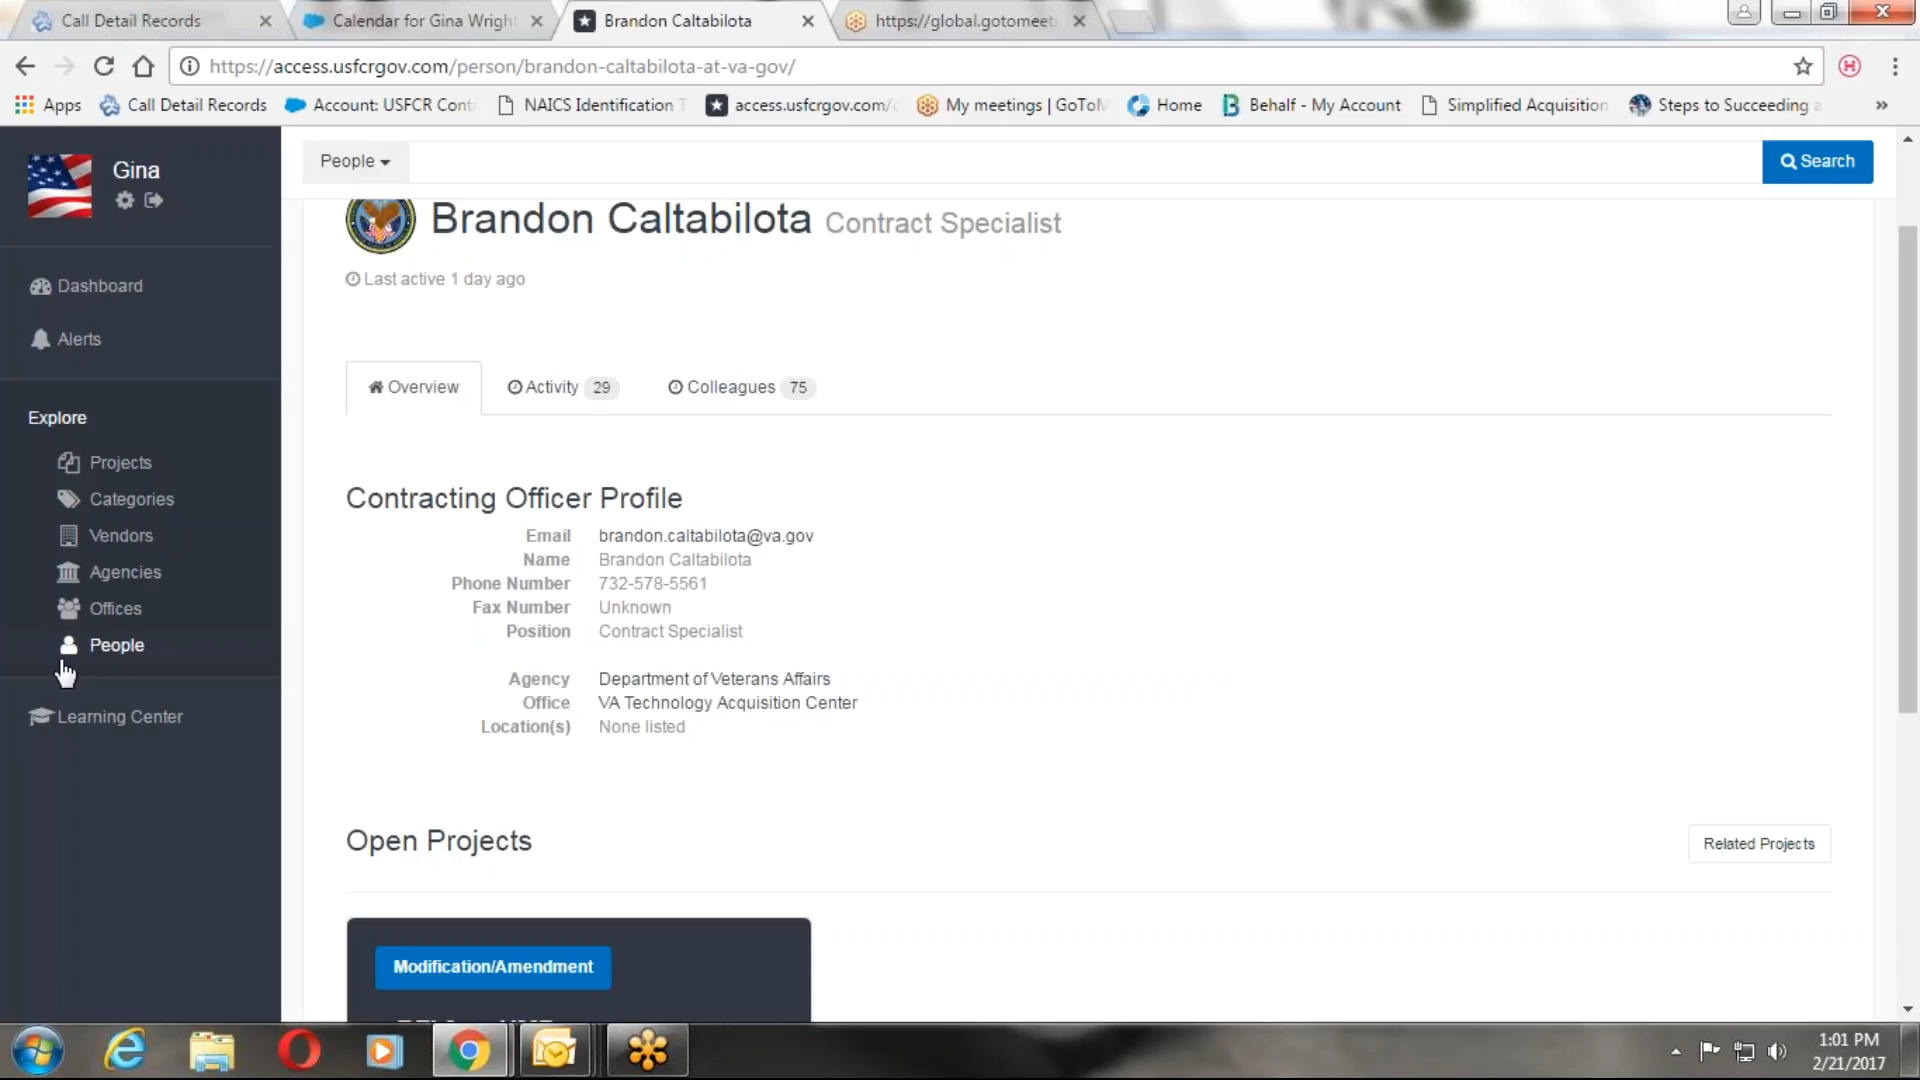 Call Detail Records
Calendar for Gina Wright
Brandon Caltabilota
https://global.gotomeeti
https://access.usfcrgov.com/person/brandon-caltabilota-at-va-gov/
Apps
Call Detail Records
Account: USFCR Cont
NAICS Identification T
access.usfcrgov.com/c
My meetings | GoToM
Home
Behalf - My Account
Simplified Acquisition
Steps to Succeeding a
»
Gina
People
Search
Brandon Caltabilota Contract Specialist
Last active 1 day ago
Dashboard
Alerts
Overview
Activity 29
Colleagues 75
Explore
Projects
Categories
Vendors
Agencies
Offices
People
Learning Center
Contracting Officer Profile
Email brandon.caltabilota@va.gov
Name Brandon Caltabilota
Phone Number 732-578-5561
Fax Number Unknown
Position Contract Specialist
Agency Department of Veterans Affairs
Office VA Technology Acquisition Center
Location(s) None listed
Open Projects
Related Projects
Modification/Amendment
1:01 PM
2/21/2017